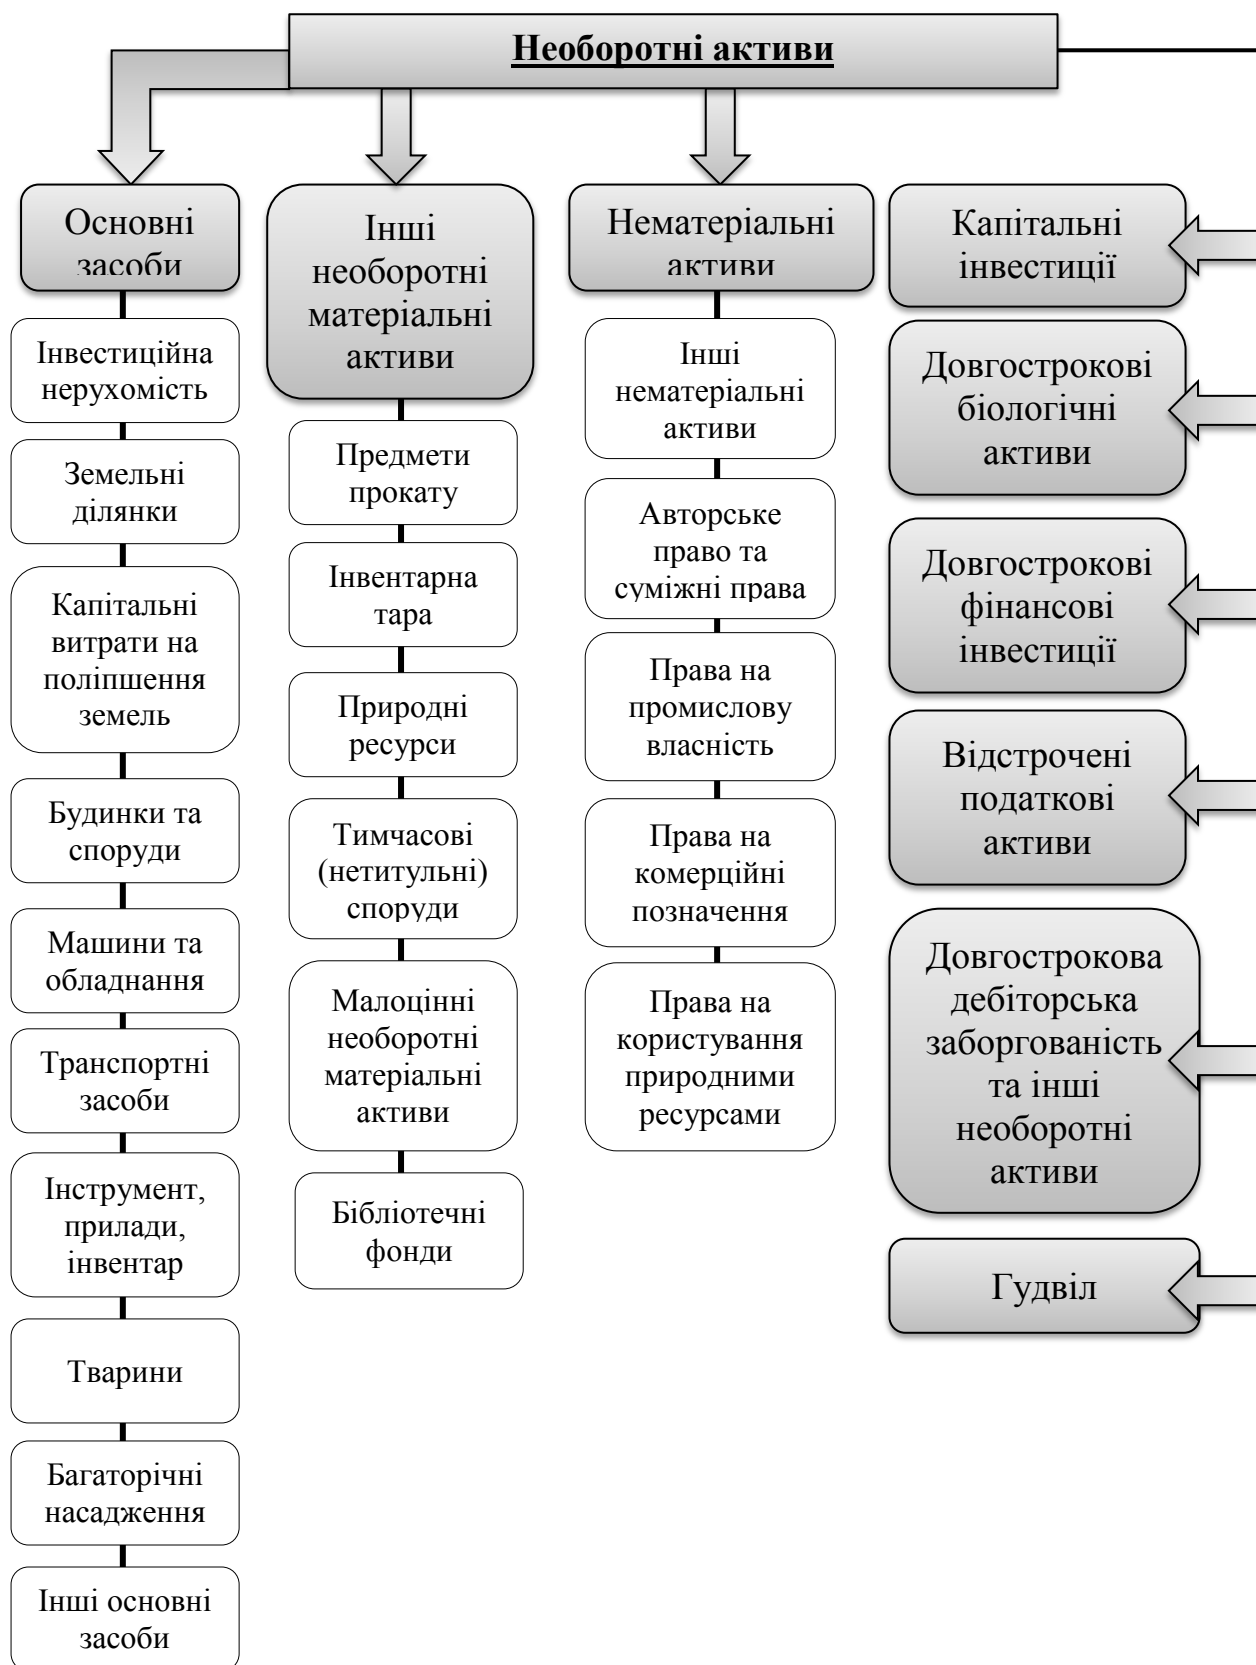 Необоротні активи
Основні
засоби
Інвестиційна
нерухомість
Земельні
ділянки
Капітальні
витрати на
поліпшення
земель
Будинки та
споруди
Машини та
обладнання
Транспортні
засоби
Інструмент,
прилади,
інвентар
Тварини
Багаторічні
насадження
Інші основні
засоби
Інші
необоротні
матеріальні
активи
Предмети
прокату
Інвентарна
тара
Природні
ресурси
Тимчасові
(нетитульні)
споруди
Малоцінні
необоротні
матеріальні
активи
Бібліотечні
фонди
Нематеріальні
активи
Інші
нематеріальні
активи
Авторське
право та
суміжні права
Права на
промислову
власність
Права на
комерційні
позначення
Права на
користування
природними
ресурсами
Капітальні
інвестиції
Довгострокові
біологічні
активи
Довгострокові
фінансові
інвестиції
Відстрочені
податкові
активи
Довгострокова
дебіторська
заборгованість
та інші
необоротні
активи
Гудвіл